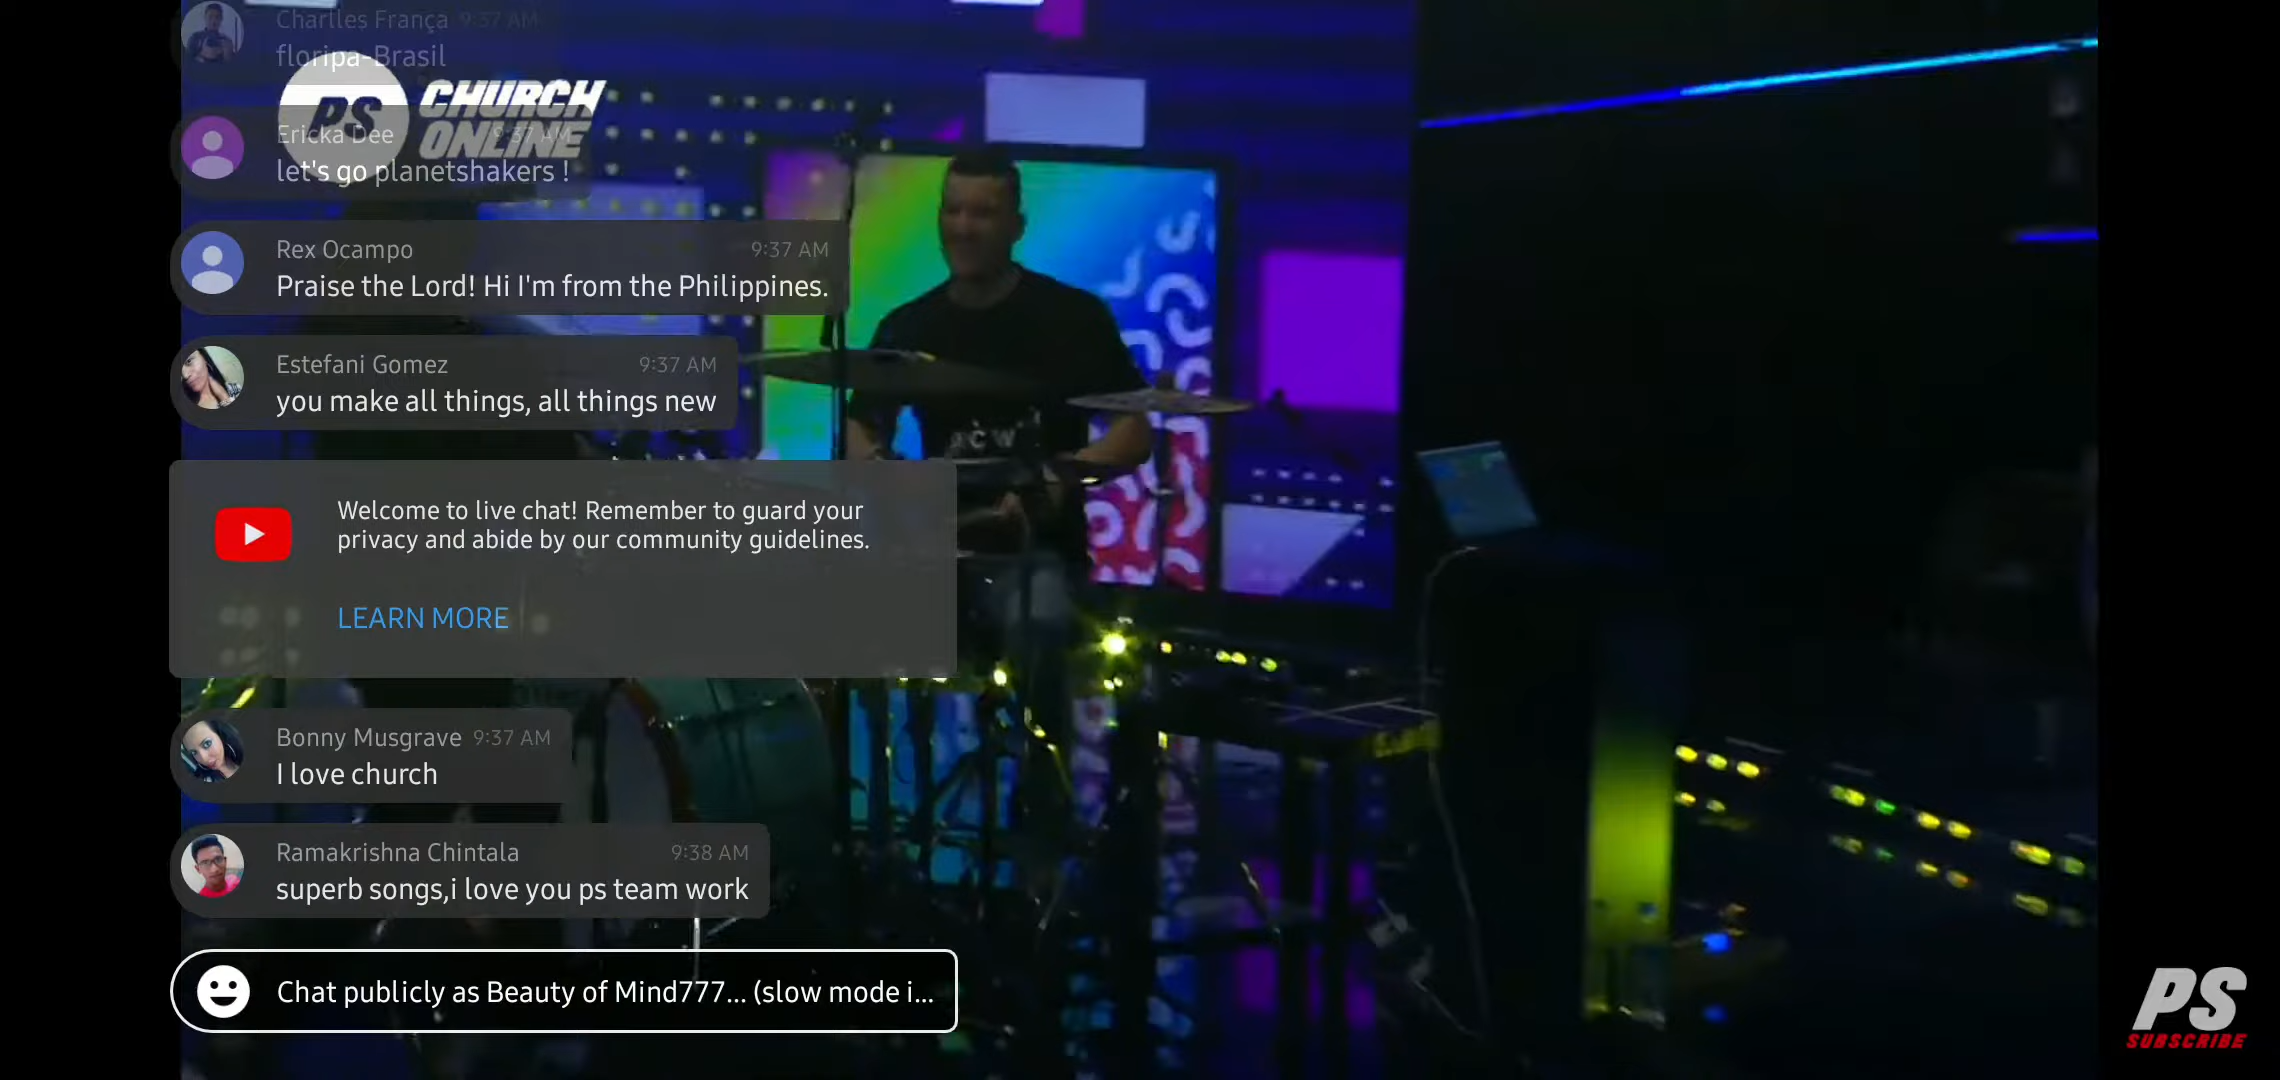 Charlles França 9:37 AM
floripa-Brasil
PS CHURCH
ONLINE
Ericka Dee 9:37 AM
let's go planetshakers !
Rex Ocampo 9:37 AM
Praise the Lord! Hi I'm from the Philippines.
Estefani Gomez 9:37 AM
you make all things, all things new
Welcome to live chat! Remember to guard your
privacy and abide by our community guidelines.
LEARN MORE
Bonny Musgrave 9:37 AM
I love church
Ramakrishna Chintala 9:38 AM
superb songs,i love you ps team work
Chat publicly as Beauty of Mind777... (slow mode i...
PS
SUBSCRIBE